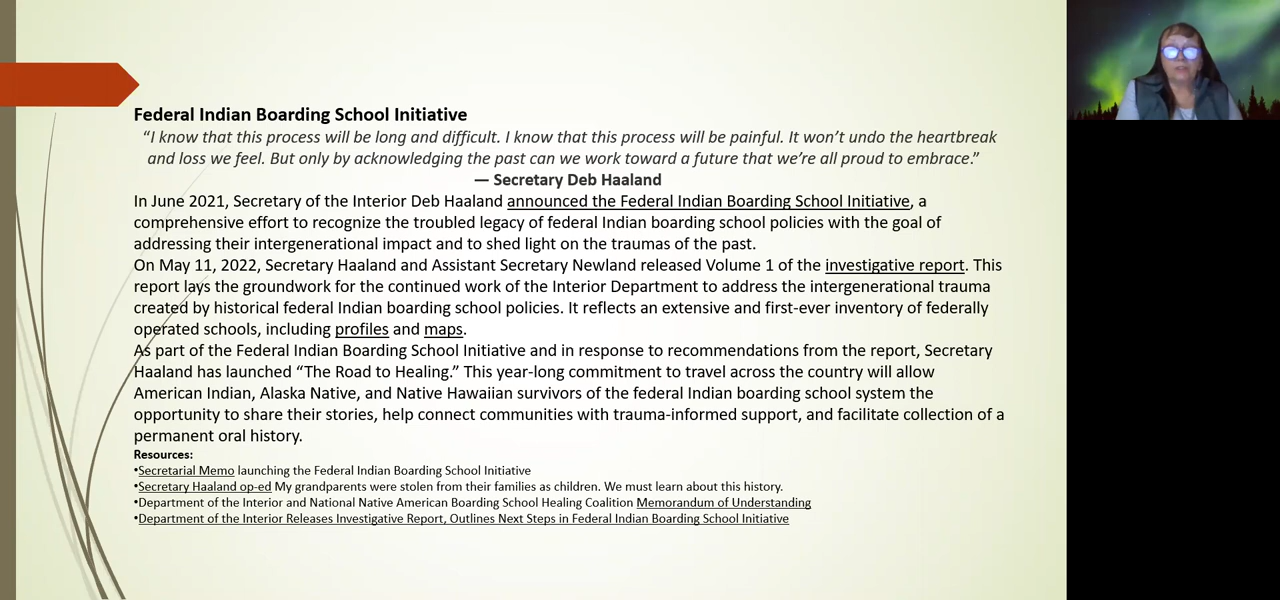 Federal Indian Boarding School Initiative
“I know that this process will be long and difficult. I know that this process will be painful. It won’t undo the heartbreak
and loss we feel. But only by acknowledging the past can we work toward a future that we’re all proud to embrace.”
— Secretary Deb Haaland
In June 2021, Secretary of the Interior Deb Haaland announced the Federal Indian Boarding School Initiative, a
comprehensive effort to recognize the troubled legacy of federal Indian boarding school policies with the goal of
addressing their intergenerational impact and to shed light on the traumas of the past.
On May 11, 2022, Secretary Haaland and Assistant Secretary Newland released Volume 1 of the investigative report. This
report lays the groundwork for the continued work of the Interior Department to address the intergenerational trauma
created by historical federal Indian boarding school policies. It reflects an extensive and first-ever inventory of federally
operated schools, including profiles and maps.
As part of the Federal Indian Boarding School Initiative and in response to recommendations from the report, Secretary
Haaland has launched “The Road to Healing.” This year-long commitment to travel across the country will allow
American Indian, Alaska Native, and Native Hawaiian survivors of the federal Indian boarding school system the
opportunity to share their stories, help connect communities with trauma-informed support, and facilitate collection of a
permanent oral history.
Resources:
•Secretarial Memo launching the Federal Indian Boarding School Initiative
•Secretary Haaland op-ed My grandparents were stolen from their families as children. We must learn about this history.
•Department of the Interior and National Native American Boarding School Healing Coalition Memorandum of Understanding
•Department of the Interior Releases Investigative Report, Outlines Next Steps in Federal Indian Boarding School Initiative